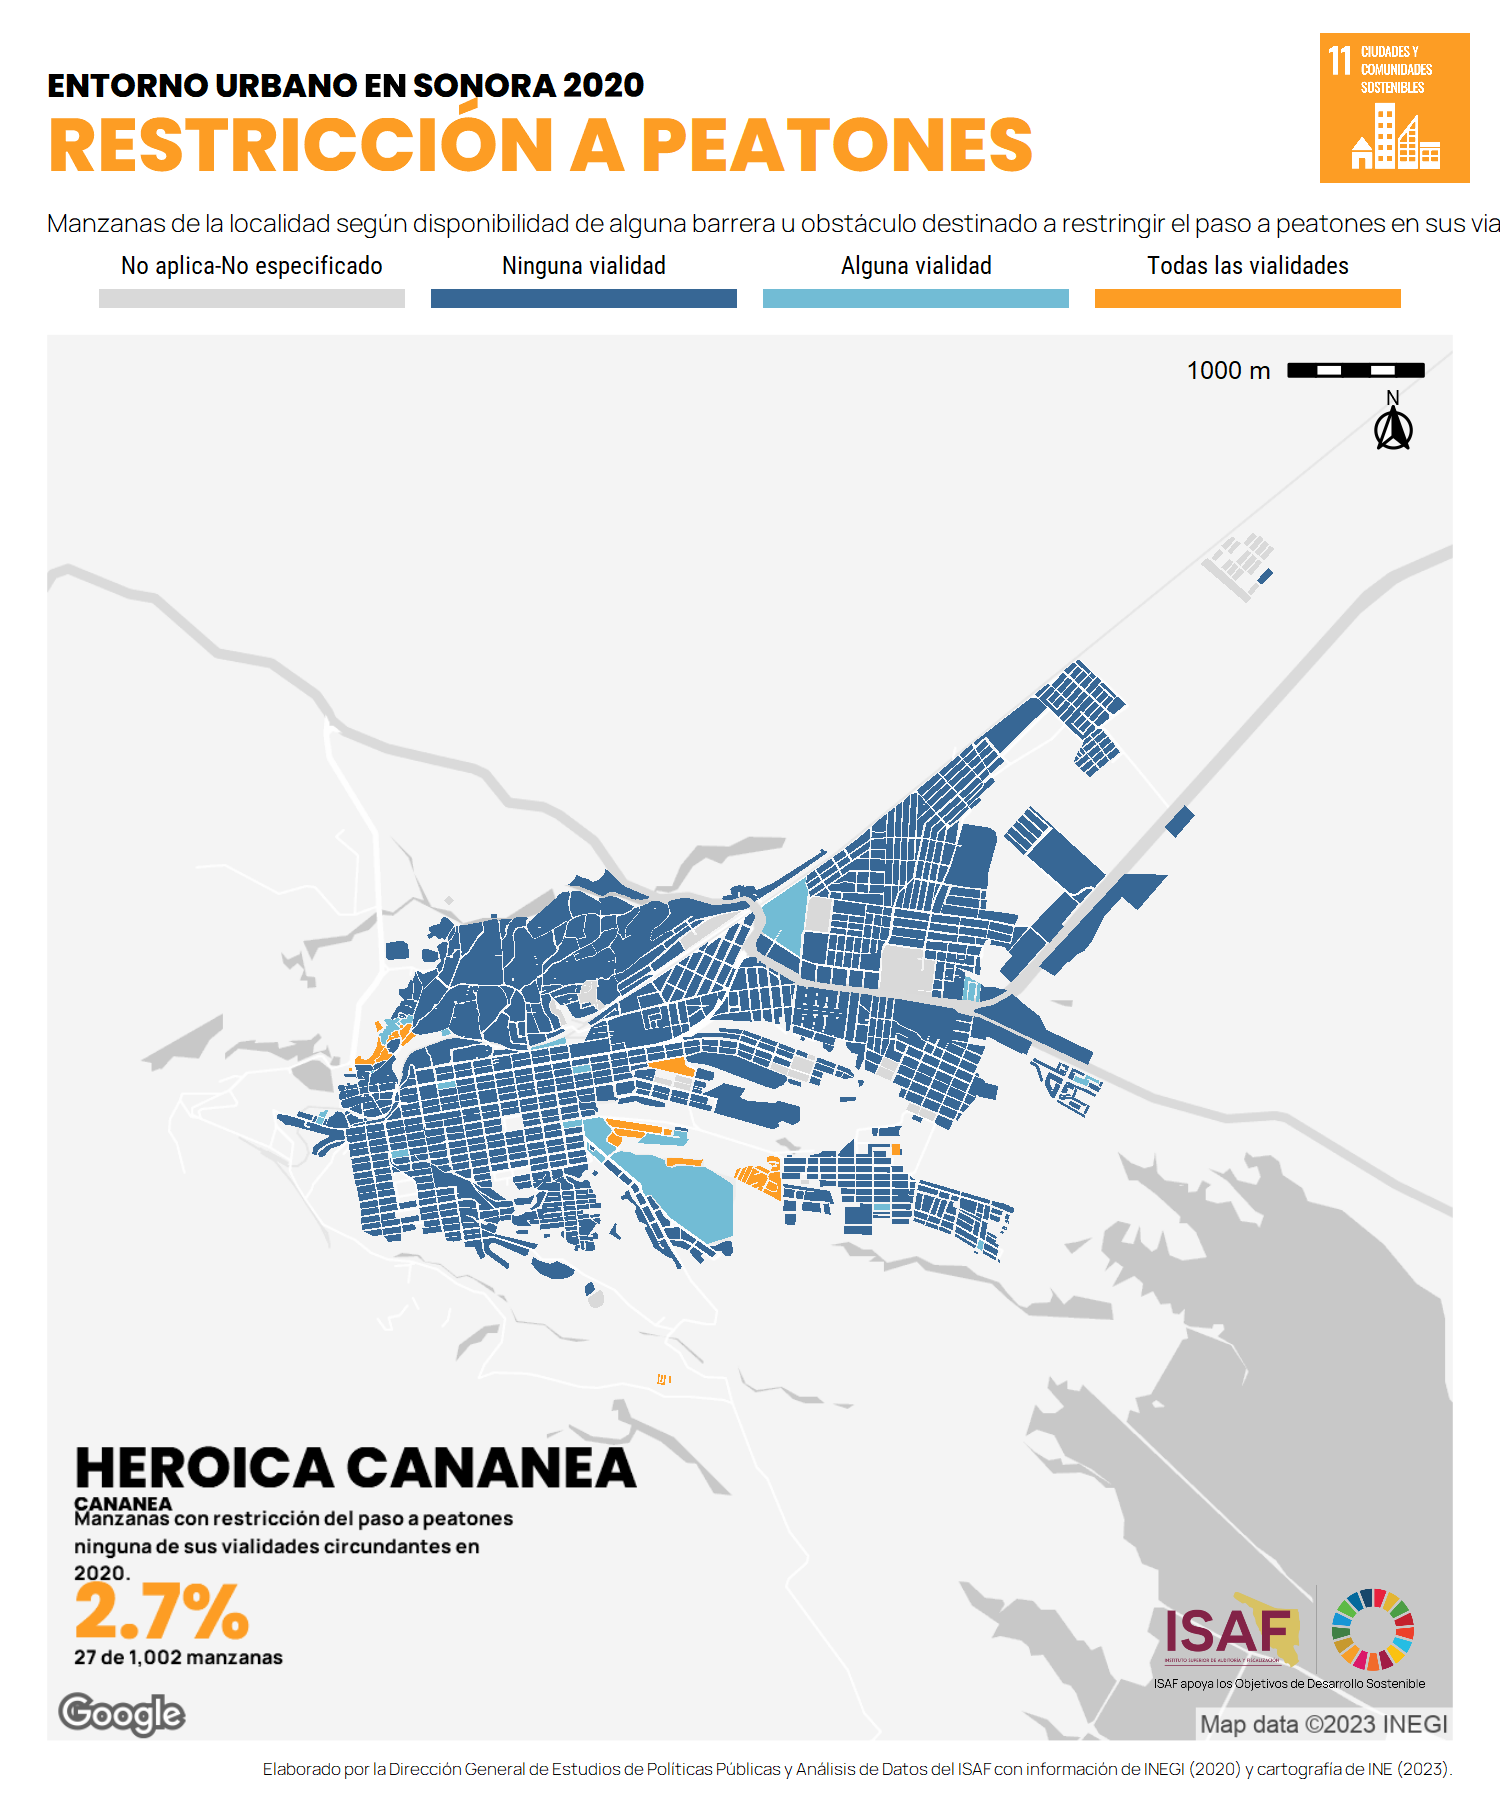 ENTORNO URBANO EN SONORA 2020
RESTRICCIÓN A PEATONES
11 CIUDADES Y
COMUNIDADES
SOSTENIBLES
Manzanas de la localidad según disponibilidad de alguna barrera u obstáculo destinado a restringir el paso a peatones en sus via
No aplica-No especificado
Ninguna vialidad
Alguna vialidad
Todas las vialidades
1000 m
N
HEROICA CANANEA
CANANEA
Manzanas con restricción del paso a peatones
ninguna de sus vialidades circundantes en
2020.
2.7%
27 de 1,002 manzanas
ISAF
INSTITUTO SUPERIOR DE AUDITORÍA Y FISCALIZACIÓN
ISAF apoya los Objetivos de Desarrollo Sostenible
Google
Map data ©2023 INEGI
Elaborado por la Dirección General de Estudios de Políticas Públicas y Análisis de Datos del ISAF con información de INEGI (2020) y cartografía de INE (2023).